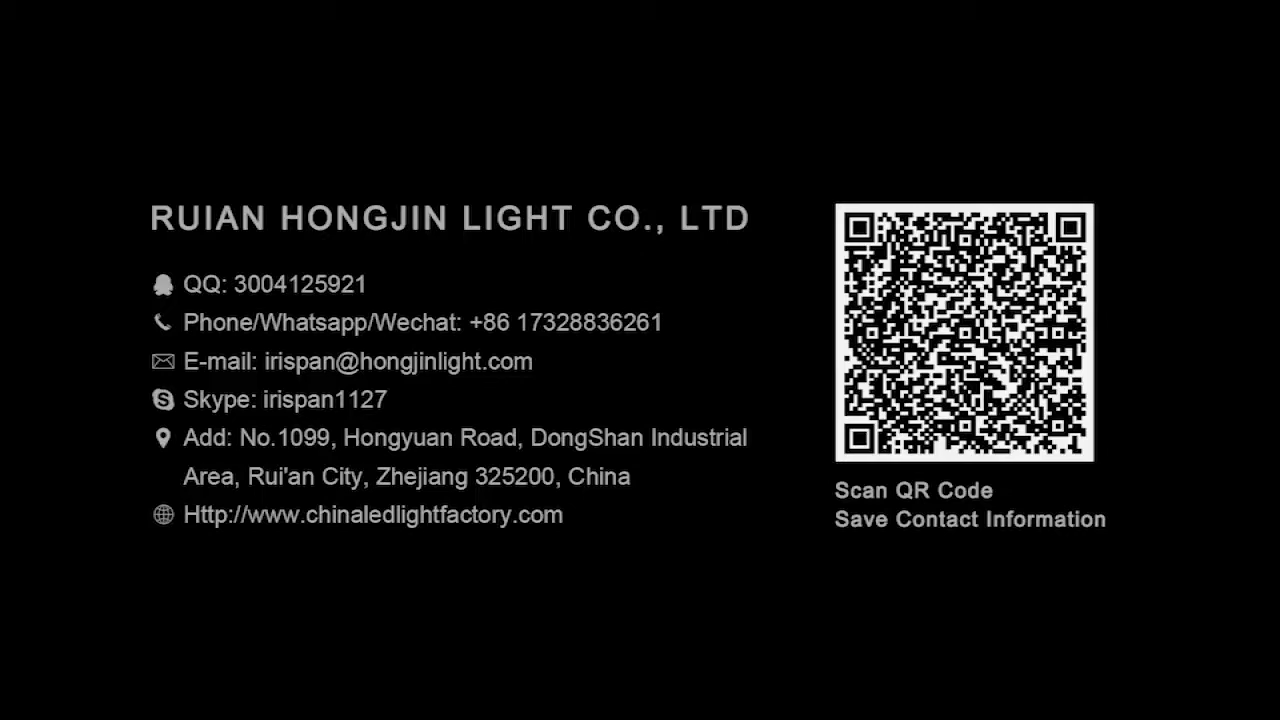 RUIAN HONGJIN LIGHT CO., LTD
QQ: 3004125921
Phone/Whatsapp/Wechat: +86 17328836261
E-mail: irispan@hongjinlight.com
Skype: irispan1127
Add: No.1099, Hongyuan Road, DongShan Industrial
Area, Rui'an City, Zhejiang 325200, China
Http://www.chinaledlightfactory.com
Scan QR Code
Save Contact Information